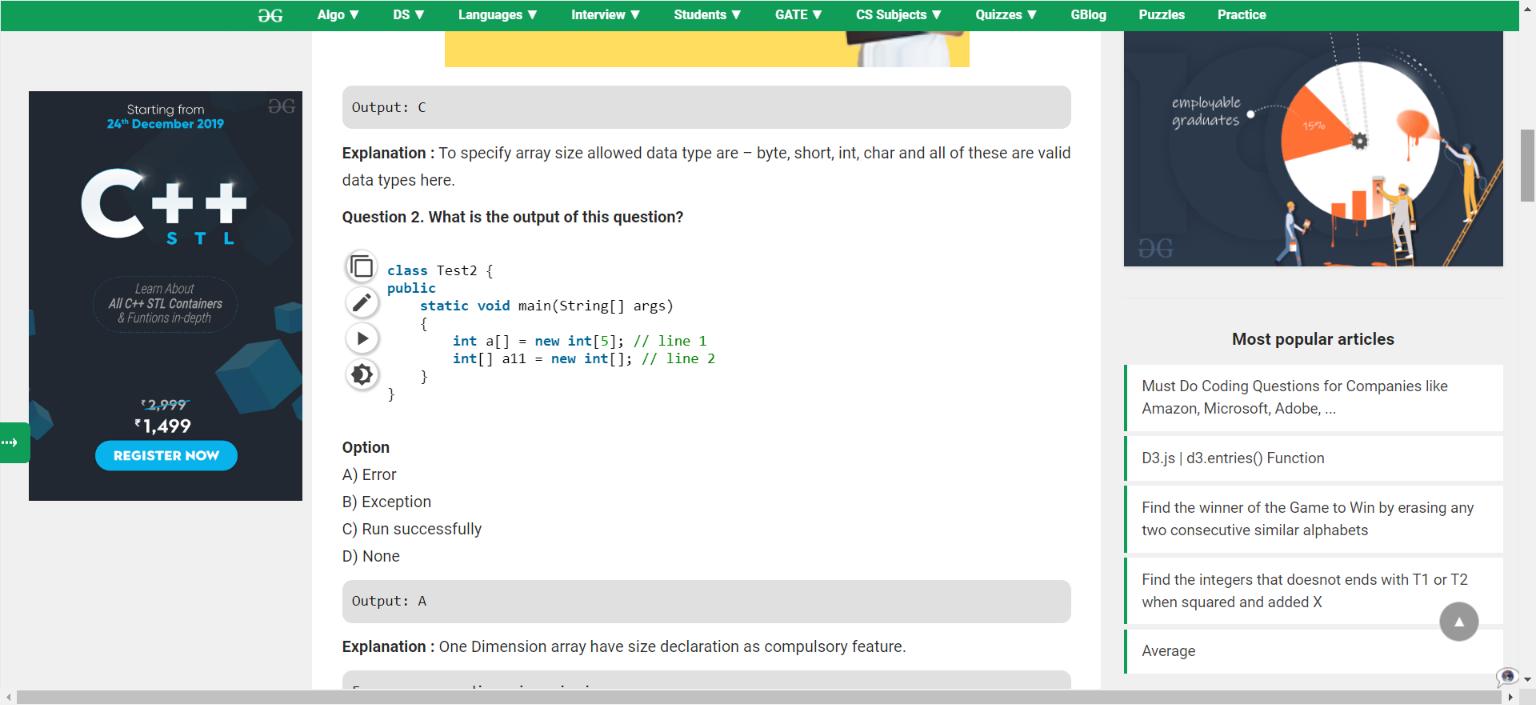 Algo ▼ DS ▼ Languages ▼ Interview ▼ Students ▼ GATE ▼ CS Subjects ▼ Quizzes ▼ GBlog Puzzles Practice
Starting from
24th December 2019
C++
STL
Learn About
All C++ STL Containers
& Funtions in-depth
₹2,999
₹1,499
REGISTER NOW
Output: C
Explanation : To specify array size allowed data type are – byte, short, int, char and all of these are valid
data types here.
Question 2. What is the output of this question?
class Test2 {
public
static void main(String[] args)
{
int a[] = new int[5]; // line 1
int[] a11 = new int[]; // line 2
}
}
Option
A) Error
B) Exception
C) Run successfully
D) None
Output: A
Explanation : One Dimension array have size declaration as compulsory feature.
employable
graduates
15%
Most popular articles
Must Do Coding Questions for Companies like
Amazon, Microsoft, Adobe, ...
D3.js | d3.entries() Function
Find the winner of the Game to Win by erasing any
two consecutive similar alphabets
Find the integers that doesnot ends with T1 or T2
when squared and added X
Average